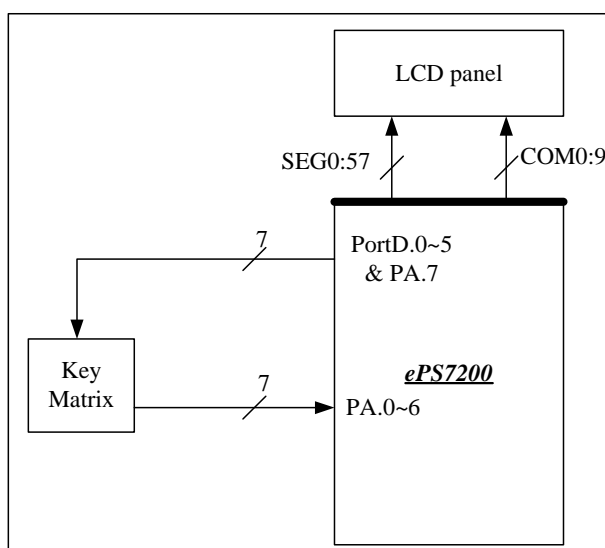 LCD panel
SEG0:57
COM0:9
7
PortD.0~5
& PA.7
Key
Matrix
7
ePS7200
PA.0~6